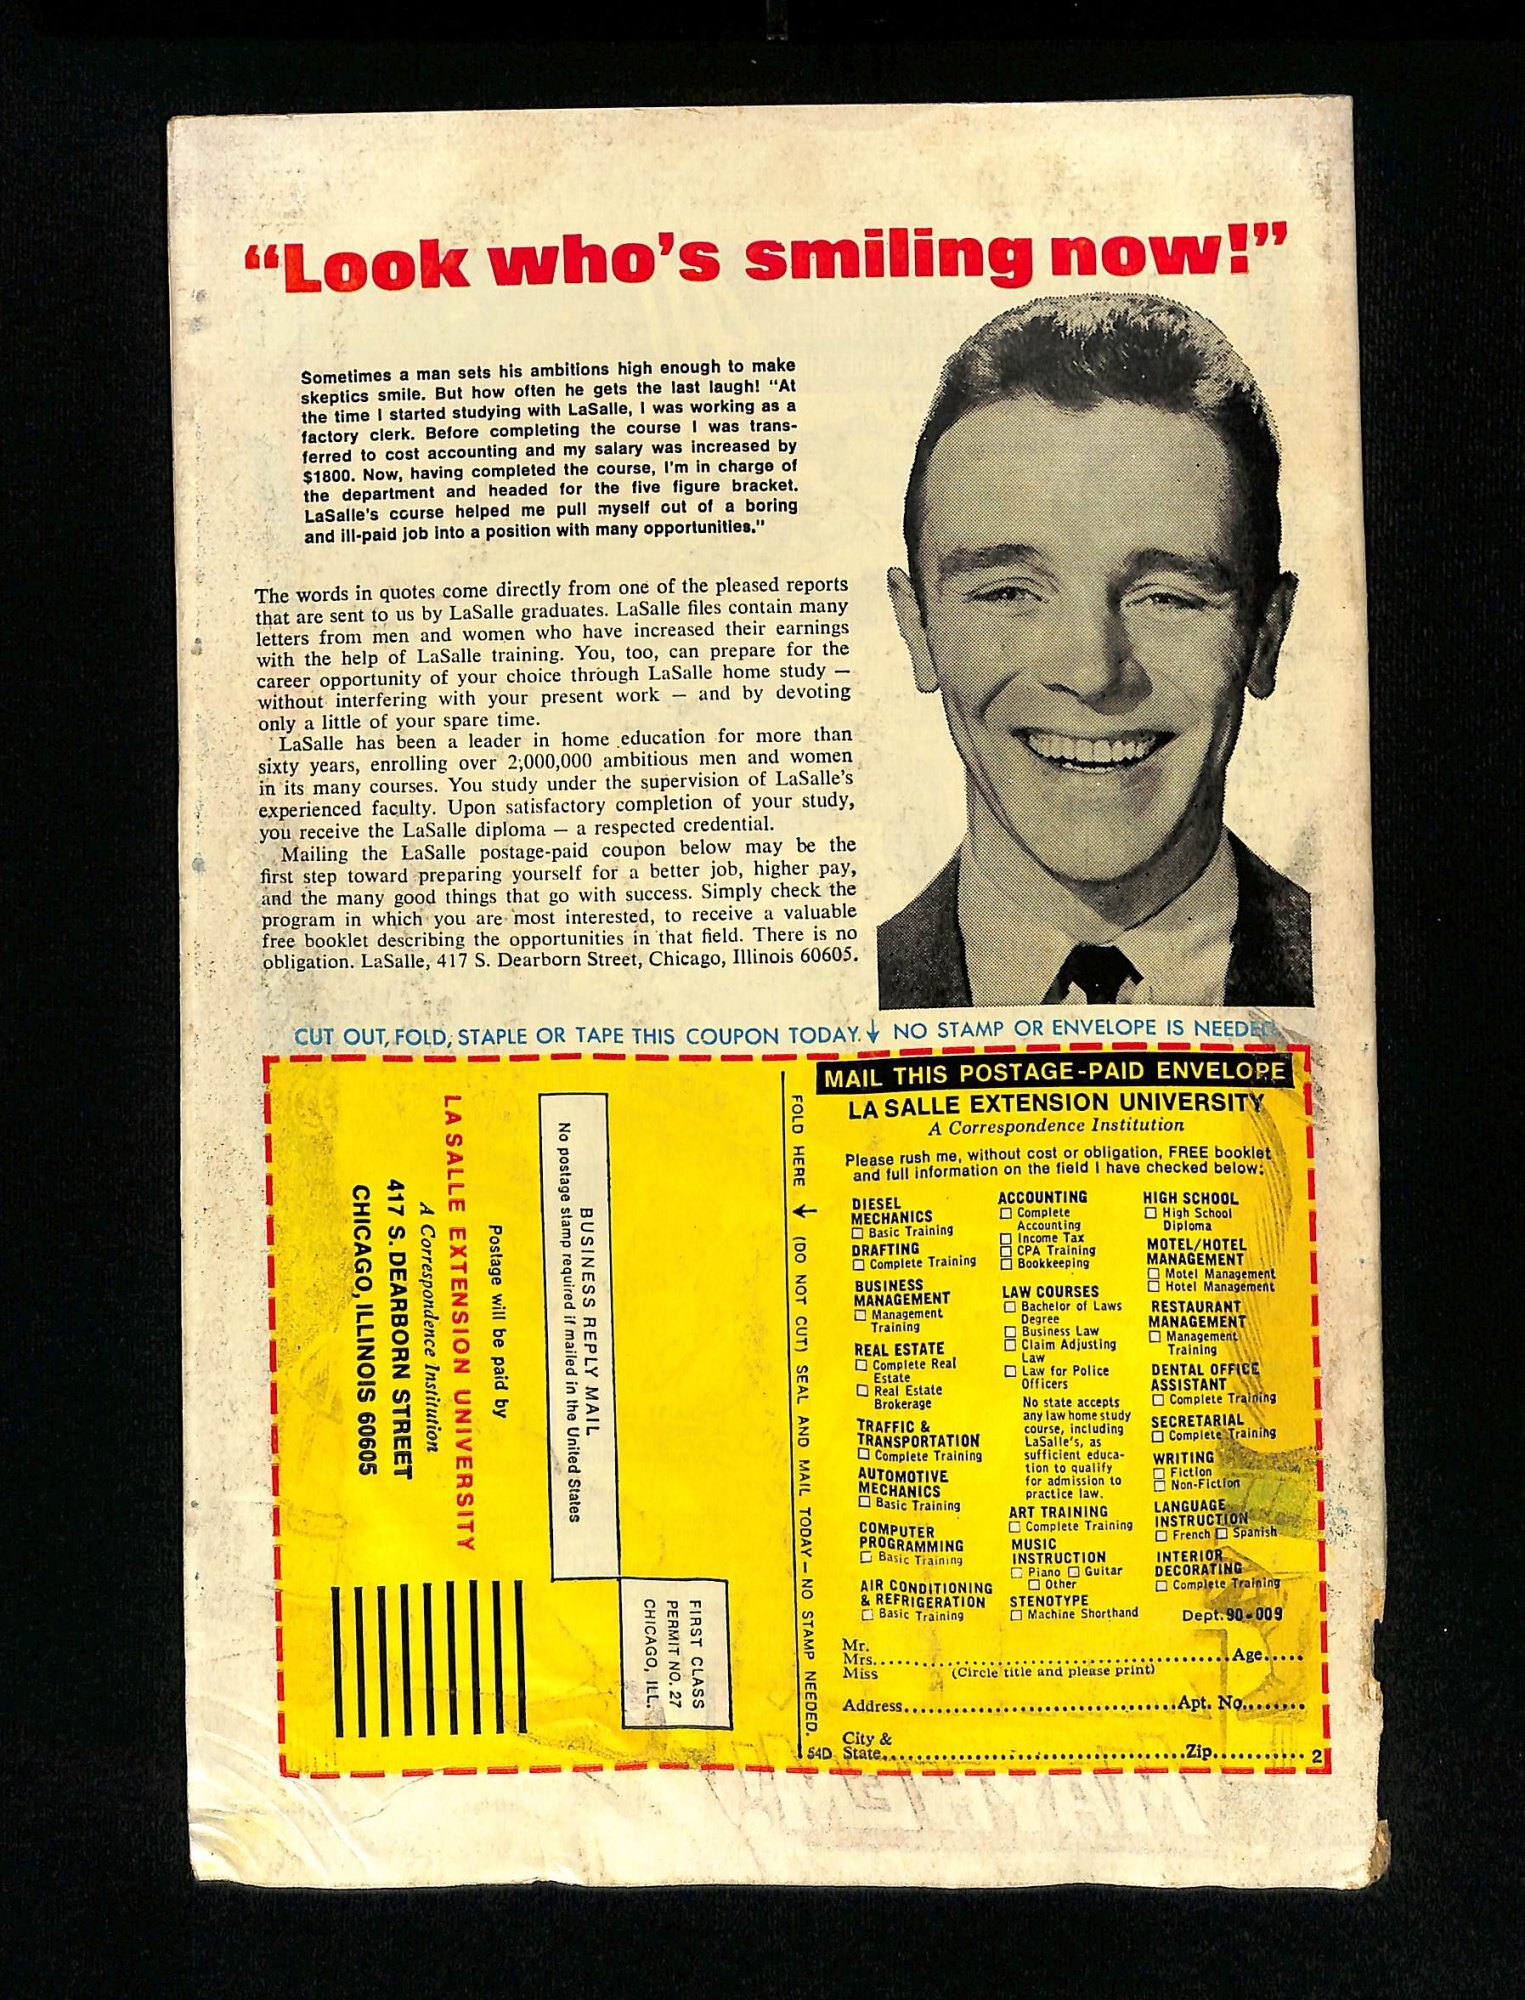 “Look who’s smiling now!”
Sometimes a man sets his ambitions high enough to make
skeptics smile. But how often he gets the last laugh! “At
the time I started studying with LaSalle, I was working as a
factory clerk. Before completing the course I was trans-
ferred to cost accounting and my salary was increased by
$1800. Now, having completed the course, I’m in charge of
the department and headed for the five figure bracket.
LaSalle’s course helped me pull myself out of a boring
and ill-paid job into a position with many opportunities.”
The words in quotes come directly from one of the pleased reports
that are sent to us by LaSalle graduates. LaSalle files contain many
letters from men and women who have increased their earnings
with the help of LaSalle training. You, too, can prepare for the
career opportunity of your choice through LaSalle home study —
without interfering with your present work — and by devoting
only a little of your spare time.
LaSalle has been a leader in home education for more than
sixty years, enrolling over 2,000,000 ambitious men and women
in its many courses. You study under the supervision of LaSalle’s
experienced faculty. Upon satisfactory completion of your study,
you receive the LaSalle diploma — a respected credential.
Mailing the LaSalle postage-paid coupon below may be the
first step toward preparing yourself for a better job, higher pay,
and the many good things that go with success. Simply check the
program in which you are most interested, to receive a valuable
free booklet describing the opportunities in that field. There is no
obligation. LaSalle, 417 S. Dearborn Street, Chicago, Illinois 60605.
CUT OUT, FOLD, STAPLE OR TAPE THIS COUPON TODAY. ↓ NO STAMP OR ENVELOPE IS NEEDED.
FIRST CLASS
PERMIT NO. 27
CHICAGO, ILL.
BUSINESS REPLY MAIL
No postage stamp required if mailed in the United States
Postage will be paid by
LA SALLE EXTENSION UNIVERSITY
A Correspondence Institution
417 S. DEARBORN STREET
CHICAGO, ILLINOIS 60605
FOLD HERE ↓ (DO NOT CUT) SEAL AND MAIL TODAY — NO STAMP NEEDED.
MAIL THIS POSTAGE-PAID ENVELOPE
LA SALLE EXTENSION UNIVERSITY
A Correspondence Institution
Please rush me, without cost or obligation, FREE booklet
and full information on the field I have checked below:
DIESEL
MECHANICS
☐ Basic Training
DRAFTING
☐ Complete Training
BUSINESS
MANAGEMENT
☐ Management
Training
REAL ESTATE
☐ Complete Real
Estate
☐ Real Estate
Brokerage
TRAFFIC &
TRANSPORTATION
☐ Complete Training
AUTOMOTIVE
MECHANICS
☐ Basic Training
COMPUTER
PROGRAMMING
☐ Basic Training
AIR CONDITIONING
& REFRIGERATION
☐ Basic Training
ACCOUNTING
☐ Complete
Accounting
☐ Income Tax
☐ CPA Training
☐ Bookkeeping
LAW COURSES
☐ Bachelor of Laws
Degree
☐ Business Law
☐ Claim Adjusting
Law
☐ Law for Police
Officers
No state accepts
any law home study
course, including
LaSalle’s, as
sufficient educa-
tion to qualify
for admission to
practice law.
ART TRAINING
☐ Complete Training
MUSIC
INSTRUCTION
☐ Piano ☐ Guitar
☐ Other
STENOTYPE
☐ Machine Shorthand
HIGH SCHOOL
☐ High School
Diploma
MOTEL/HOTEL
MANAGEMENT
☐ Motel Management
☐ Hotel Management
RESTAURANT
MANAGEMENT
☐ Management
Training
DENTAL OFFICE
ASSISTANT
☐ Complete Training
SECRETARIAL
☐ Complete Training
WRITING
☐ Fiction
☐ Non-Fiction
LANGUAGE
INSTRUCTION
☐ French ☐ Spanish
INTERIOR
DECORATING
☐ Complete Training
Dept. 90-009
Mr.
Mrs. Age
Miss (Circle title and please print)
Address Apt. No.
City &
54D State Zip 2